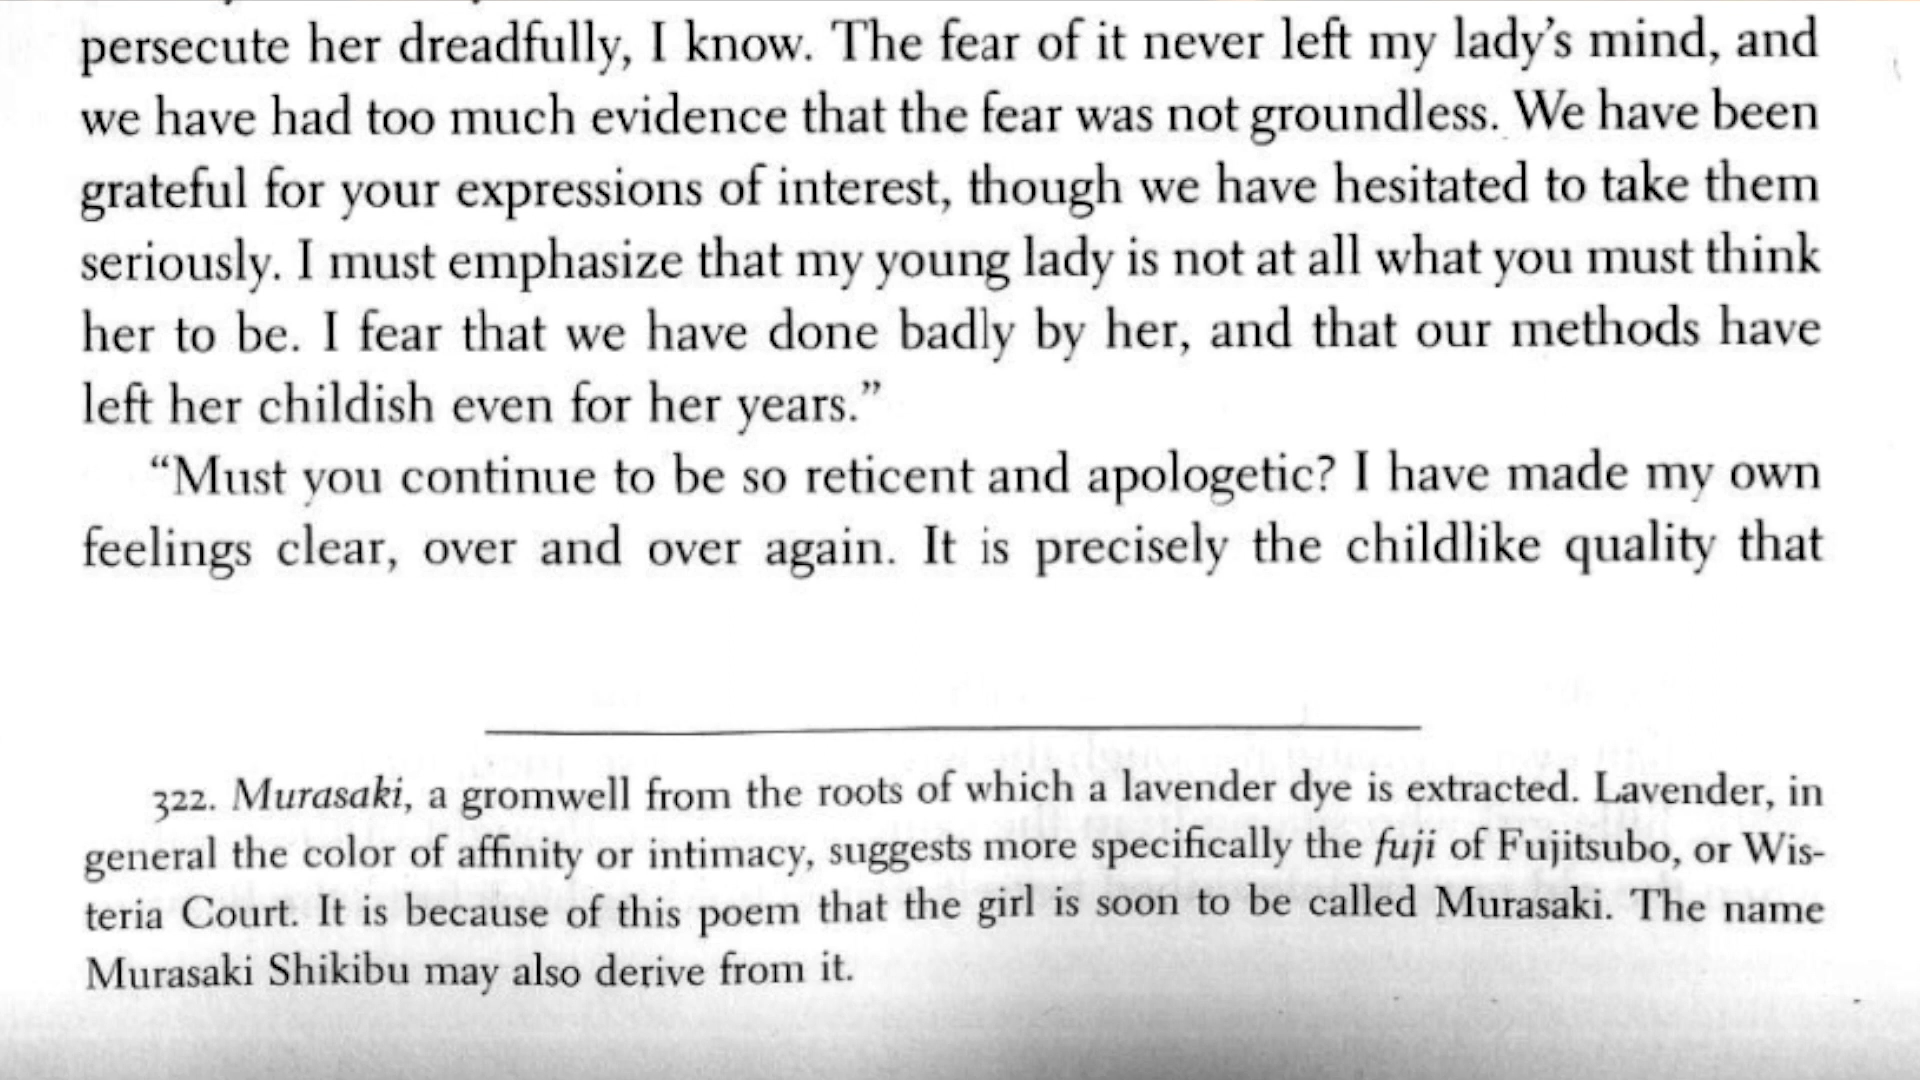 persecute her dreadfully, I know. The fear of it never left my lady’s mind, and
we have had too much evidence that the fear was not groundless. We have been
grateful for your expressions of interest, though we have hesitated to take them
seriously. I must emphasize that my young lady is not at all what you must think
her to be. I fear that we have done badly by her, and that our methods have
left her childish even for her years.”
“Must you continue to be so reticent and apologetic? I have made my own
feelings clear, over and over again. It is precisely the childlike quality that
322. Murasaki, a gromwell from the roots of which a lavender dye is extracted. Lavender, in
general the color of affinity or intimacy, suggests more specifically the fuji of Fujitsubo, or Wis-
teria Court. It is because of this poem that the girl is soon to be called Murasaki. The name
Murasaki Shikibu may also derive from it.